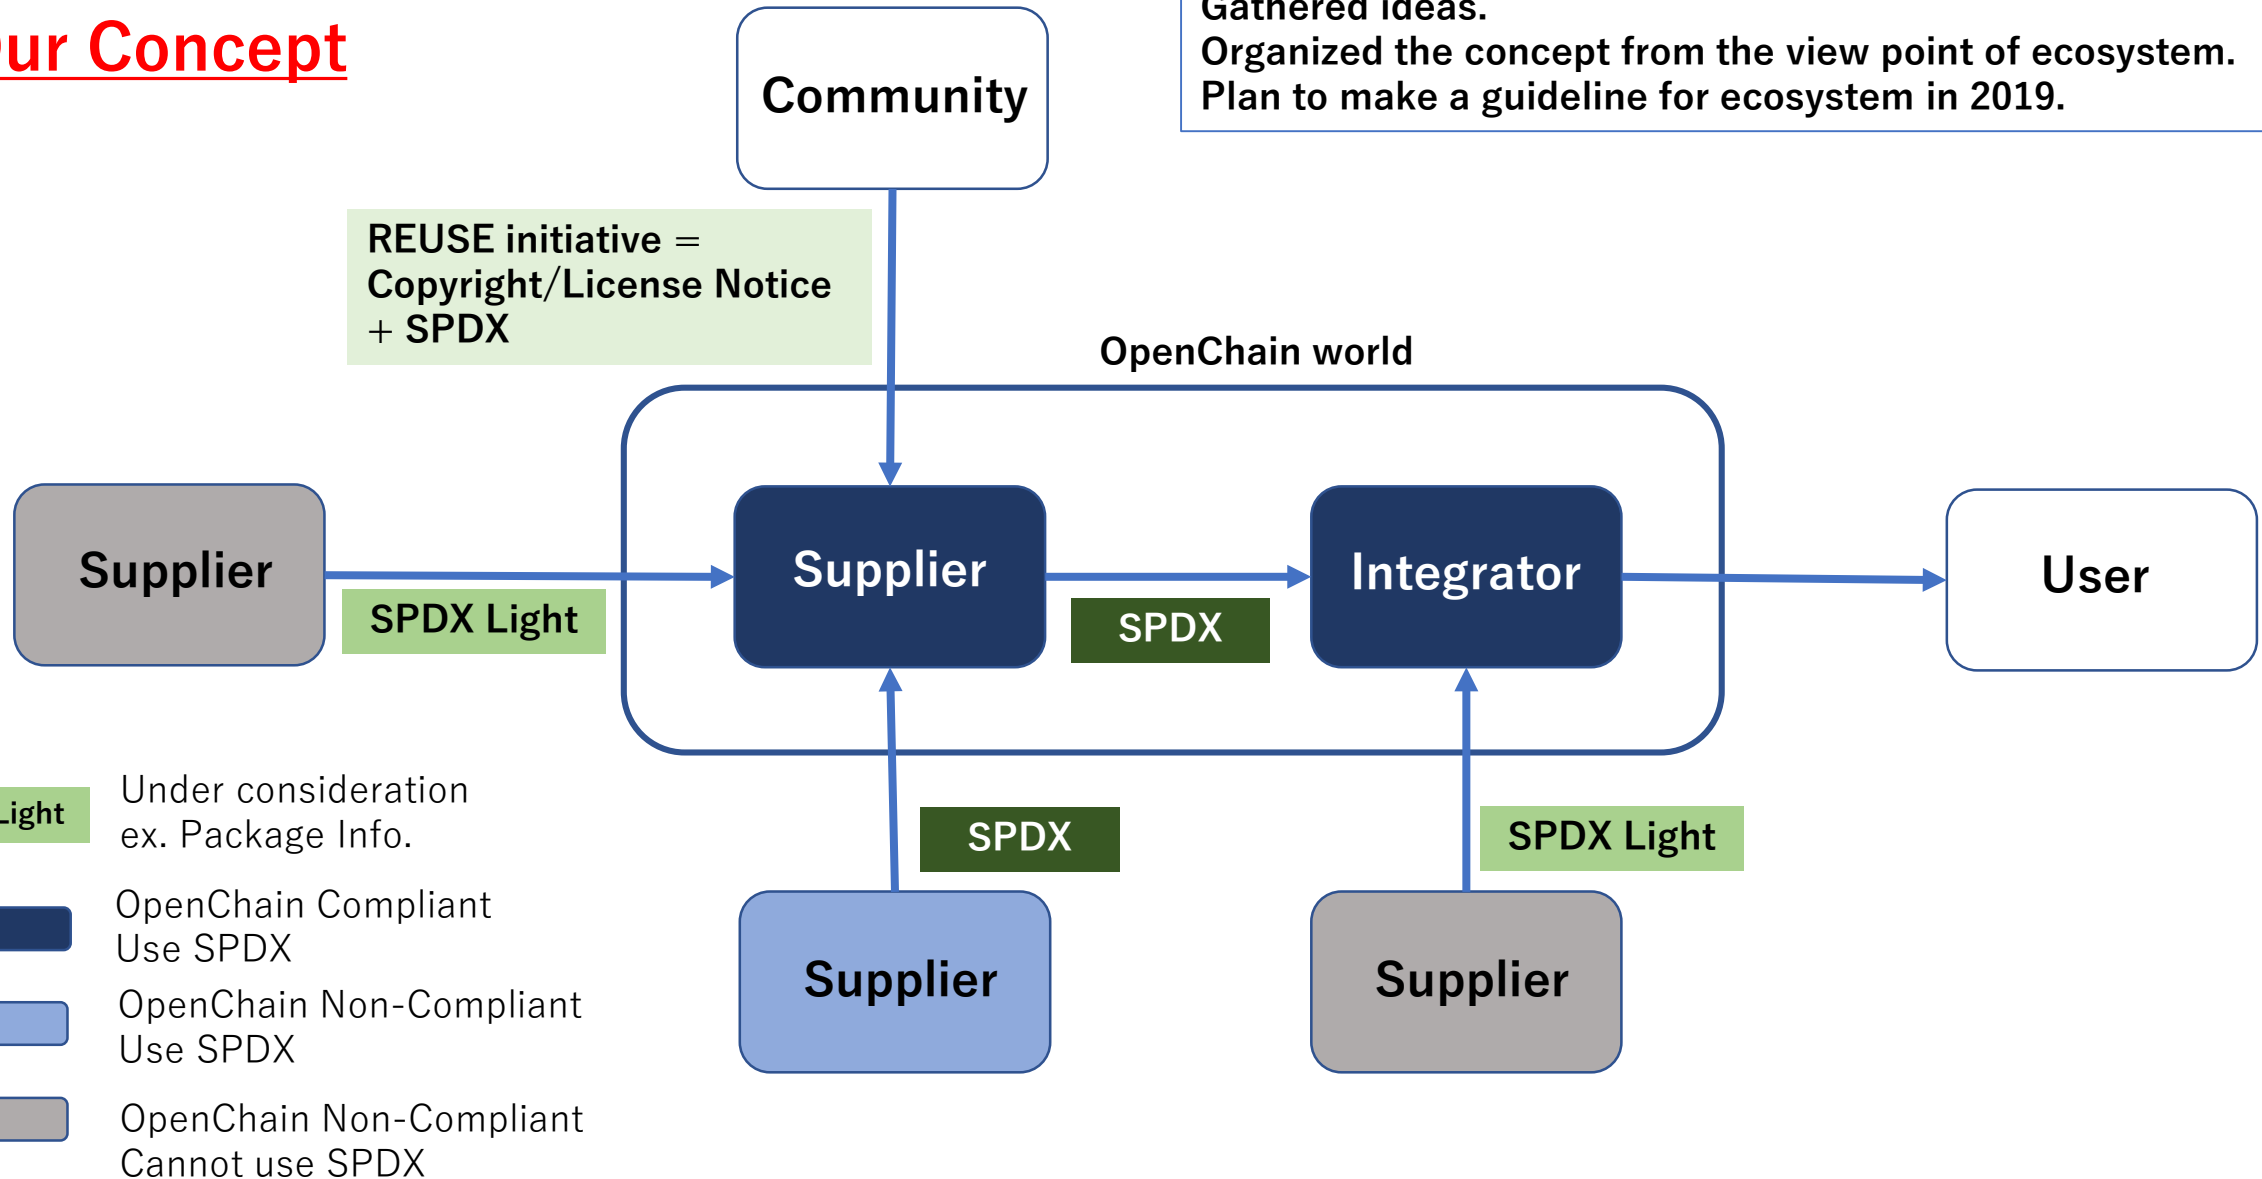 ur Concept
Gathered ideas.
Organized the concept from the view point of ecosystem.
Plan to make a guideline for ecosystem in 2019.
Community
REUSE initiative =
Copyright/License Notice
+ SPDX
OpenChain world
Supplier
SPDX Light
Supplier
SPDX
Integrator
User
SPDX
Supplier
SPDX Light
Supplier
Light
Under consideration
ex. Package Info.
OpenChain Compliant
Use SPDX
OpenChain Non-Compliant
Use SPDX
OpenChain Non-Compliant
Cannot use SPDX